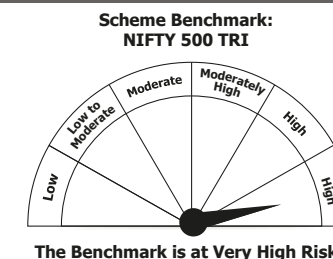 Scheme Benchmark:
NIFTY 500 TRI
Low
Low to
Moderate
Moderate
Moderately
High
High
High
The Benchmark is at Very High Risk